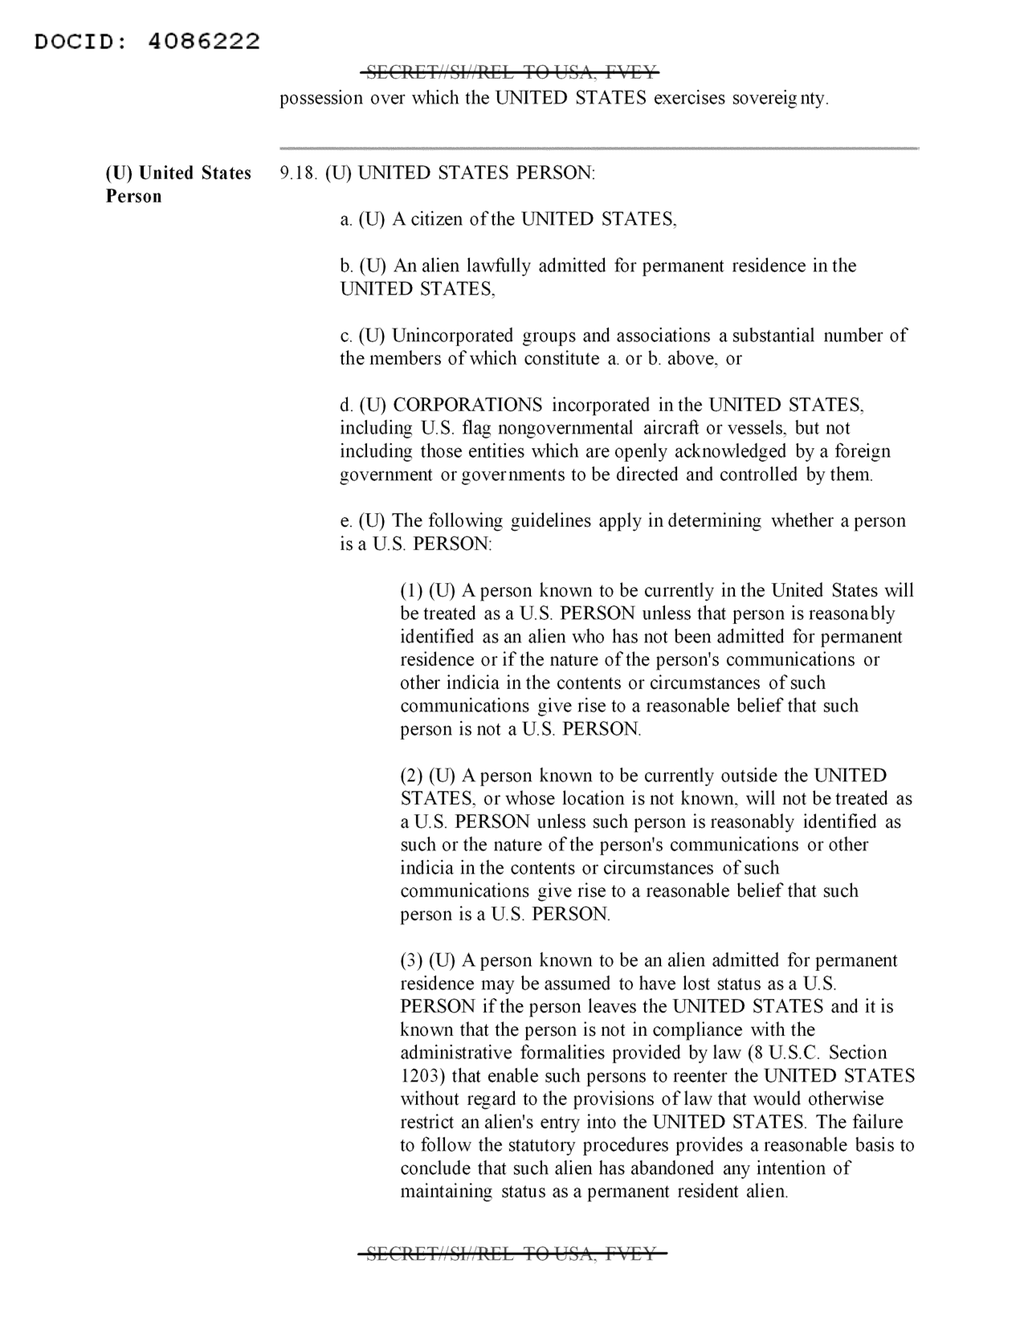 DOCID: 4086222
SECRET//SI//REL TO USA, FVEY
possession over which the UNITED STATES exercises sovereignty.
(U) United States
Person
9.18. (U) UNITED STATES PERSON:
a. (U) A citizen of the UNITED STATES,
b. (U) An alien lawfully admitted for permanent residence in the
UNITED STATES,
c. (U) Unincorporated groups and associations a substantial number of
the members of which constitute a. or b. above, or
d. (U) CORPORATIONS incorporated in the UNITED STATES,
including U.S. flag nongovernmental aircraft or vessels, but not
including those entities which are openly acknowledged by a foreign
government or governments to be directed and controlled by them.
e. (U) The following guidelines apply in determining whether a person
is a U.S. PERSON:
(1) (U) A person known to be currently in the United States will
be treated as a U.S. PERSON unless that person is reasonably
identified as an alien who has not been admitted for permanent
residence or if the nature of the person's communications or
other indicia in the contents or circumstances of such
communications give rise to a reasonable belief that such
person is not a U.S. PERSON.
(2) (U) A person known to be currently outside the UNITED
STATES, or whose location is not known, will not be treated as
a U.S. PERSON unless such person is reasonably identified as
such or the nature of the person's communications or other
indicia in the contents or circumstances of such
communications give rise to a reasonable belief that such
person is a U.S. PERSON.
(3) (U) A person known to be an alien admitted for permanent
residence may be assumed to have lost status as a U.S.
PERSON if the person leaves the UNITED STATES and it is
known that the person is not in compliance with the
administrative formalities provided by law (8 U.S.C. Section
1203) that enable such persons to reenter the UNITED STATES
without regard to the provisions of law that would otherwise
restrict an alien's entry into the UNITED STATES. The failure
to follow the statutory procedures provides a reasonable basis to
conclude that such alien has abandoned any intention of
maintaining status as a permanent resident alien.
SECRET//SI//REL TO USA, FVEY